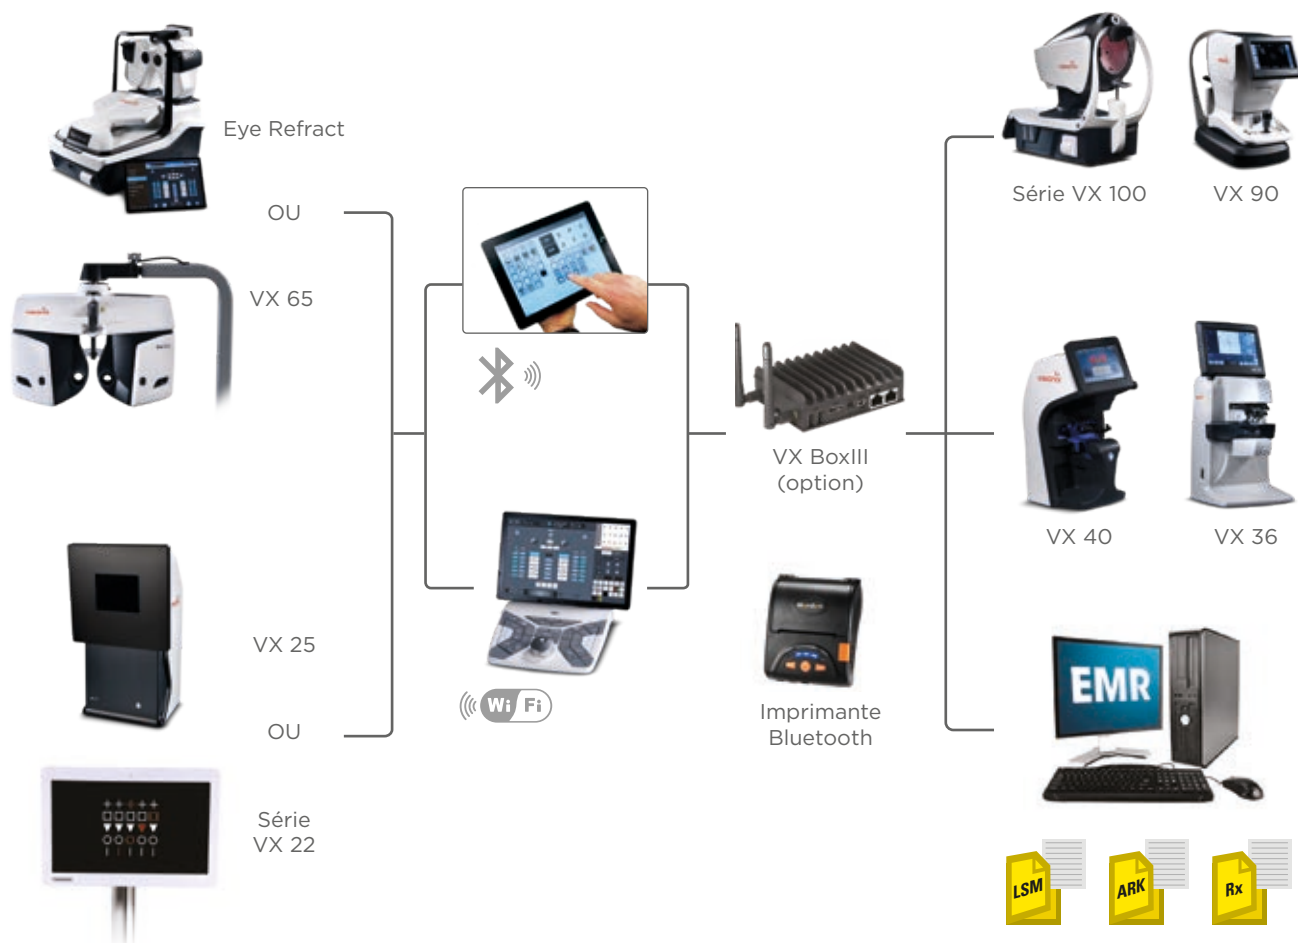 Eye Refract
OU
VX 65
VX 25
OU
Série
VX 22
Wi Fi
VX BoxIII
(option)
Imprimante
Bluetooth
Série VX 100
VX 90
VX 40
VX 36
EMR
LSM
ARK
Rx